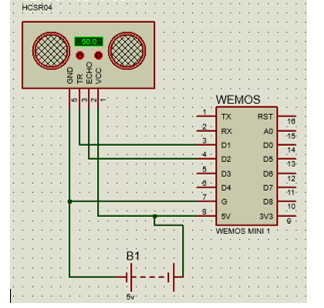 HCSR04
50.0
GND
TR
ECHO
VCC
5
3
2
1
WEMOS
1 TX RST 16
2 RX A0 15
3 D1 D0 14
4 D2 D5 13
5 D3 D6 12
6 D4 D7 11
7 G D8 10
8 5V 3V3 9
WEMOS MINI 1
B1
5v